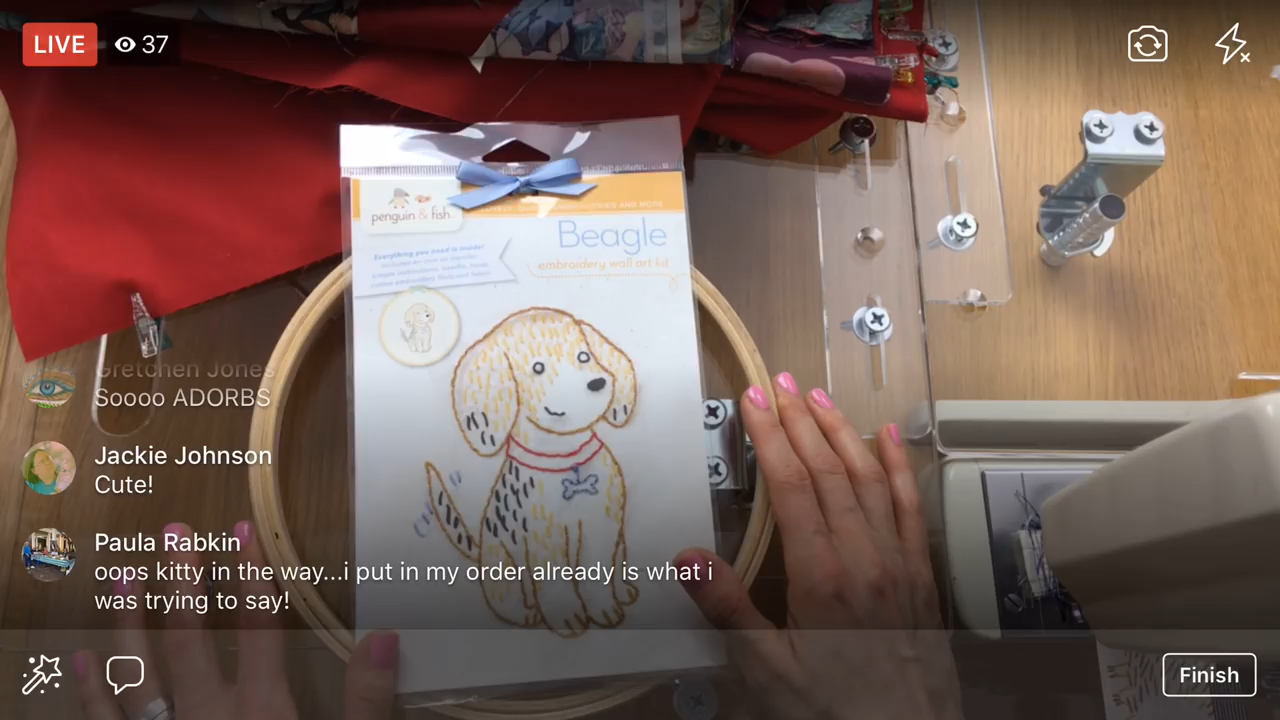 LIVE 37
penguin & fish
Beagle
embroidery wall art kit
Everything you need is inside!
AND MORE
Gretchen Jones
Soooo ADORBS
Jackie Johnson
Cute!
Paula Rabkin
oops kitty in the way...i put in my order already is what i
was trying to say!
Finish